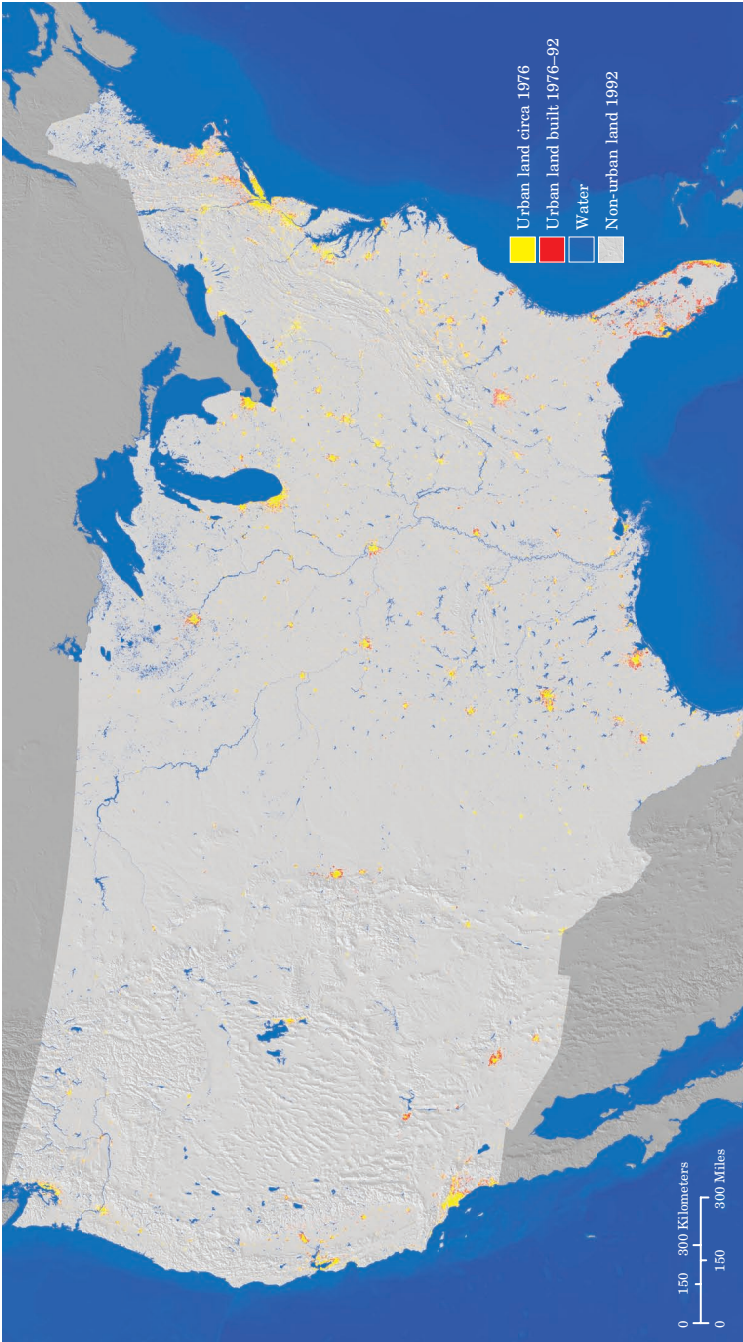 Urban land circa 1976
Urban land built 1976–92
Water
Non-urban land 1992
0 150 300 Kilometers
0 150 300 Miles